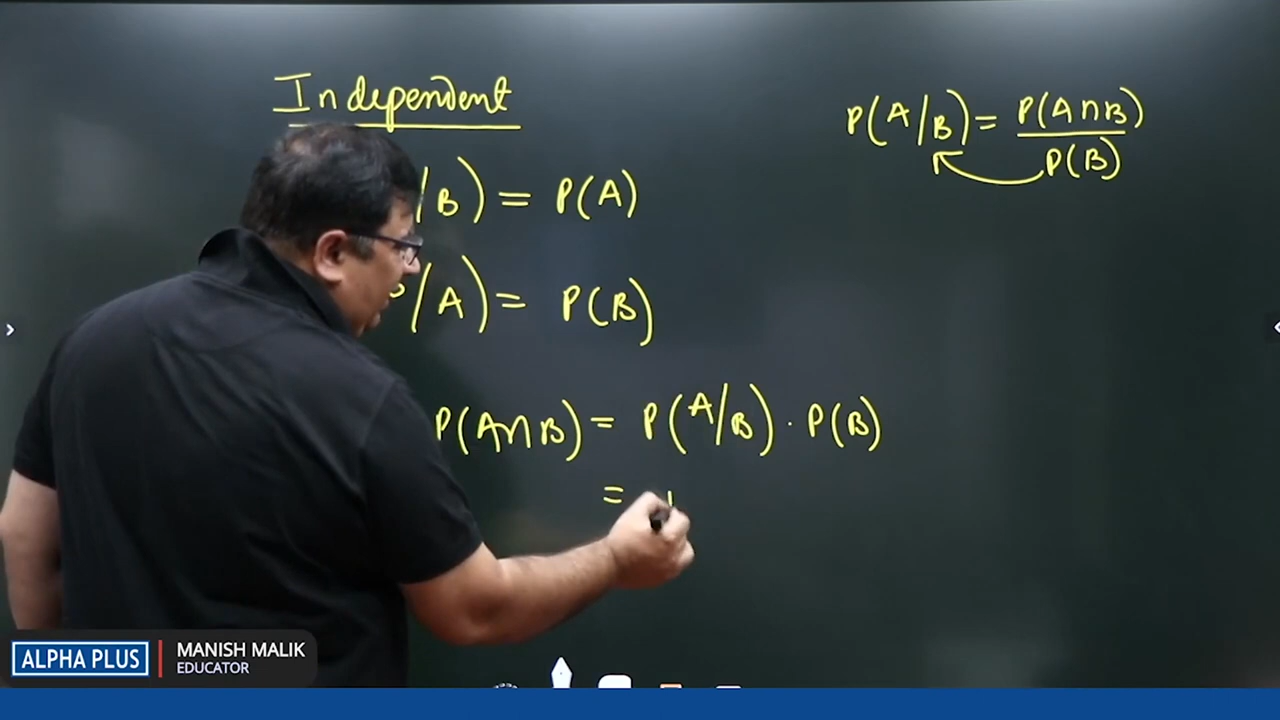 Independent
/B) = P(A)
/A) = P(B)
P(A∩B) = P(A/B) · P(B)
=
P(A/B) = P(A∩B) / P(B)
ALPHA PLUS
MANISH MALIK
EDUCATOR